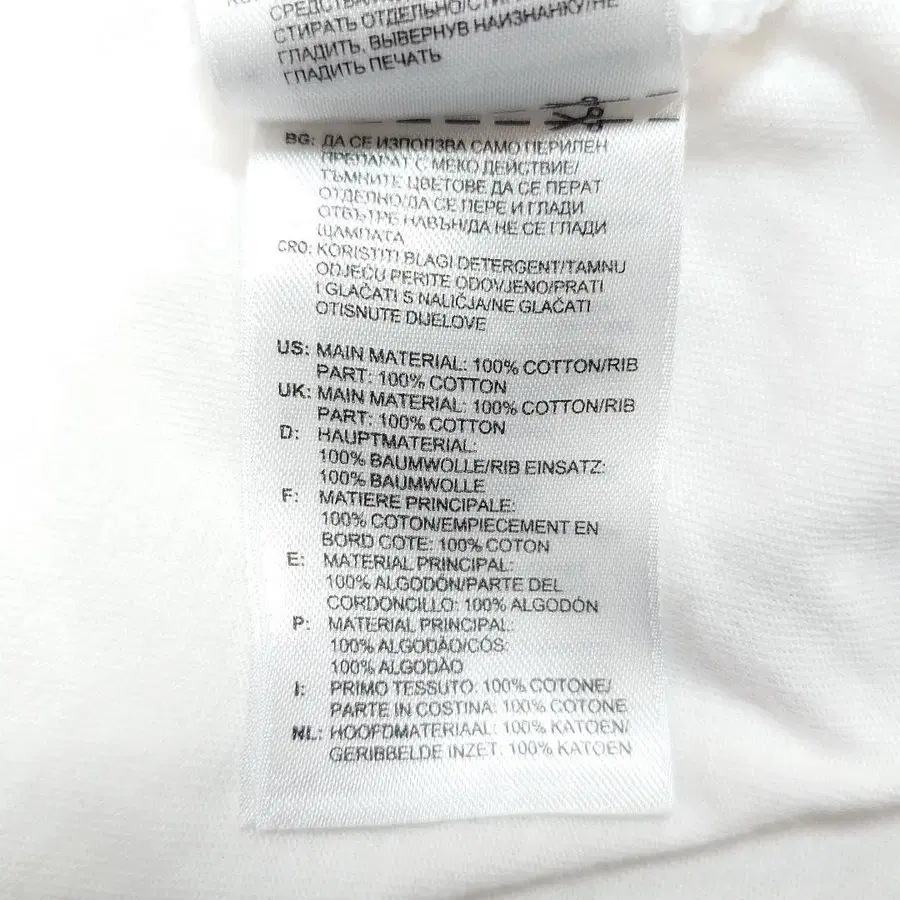 СТИРАТЬ ОТДЕЛЬНО/СТИ
ГЛАДИТЬ, ВЫВЕРНУВ НАИЗНАНКУ/НЕ
ГЛАДИТЬ ПЕЧАТЬ
BG: ДА СЕ ИЗПОЛЗВА САМО ПЕРИЛЕН
ПРЕПАРАТ С МЕКО ДЕЙСТВИЕ/
ТЪМНИТЕ ЦВЕТОВЕ ДА СЕ ПЕРАТ
ОТДЕЛНО/ДА СЕ ПЕРЕ И ГЛАДИ
ОТВЪТРЕ НАВЪН/ДА НЕ СЕ ГЛАДИ
ЩАМПАТА
CRO: KORISTITI BLAGI DETERGENT/TAMNU
ODJEĆU PERITE ODOVJENO/PRATI
I GLAČATI S NALIČJA/NE GLAČATI
OTISNUTE DIJELOVE
US: MAIN MATERIAL: 100% COTTON/RIB
PART: 100% COTTON
UK: MAIN MATERIAL: 100% COTTON/RIB
PART: 100% COTTON
D: HAUPTMATERIAL:
100% BAUMWOLLE/RIB EINSATZ:
100% BAUMWOLLE
F: MATIERE PRINCIPALE:
100% COTON/EMPIECEMENT EN
BORD COTE: 100% COTON
E: MATERIAL PRINCIPAL:
100% ALGODÓN/PARTE DEL
CORDONCILLO: 100% ALGODÓN
P: MATERIAL PRINCIPAL:
100% ALGODÃO/CÓS:
100% ALGODÃO
I: PRIMO TESSUTO: 100% COTONE/
PARTE IN COSTINA: 100% COTONE
NL: HOOFDMATERIAAL: 100% KATOEN/
GERIBBELDE INZET: 100% KATOEN